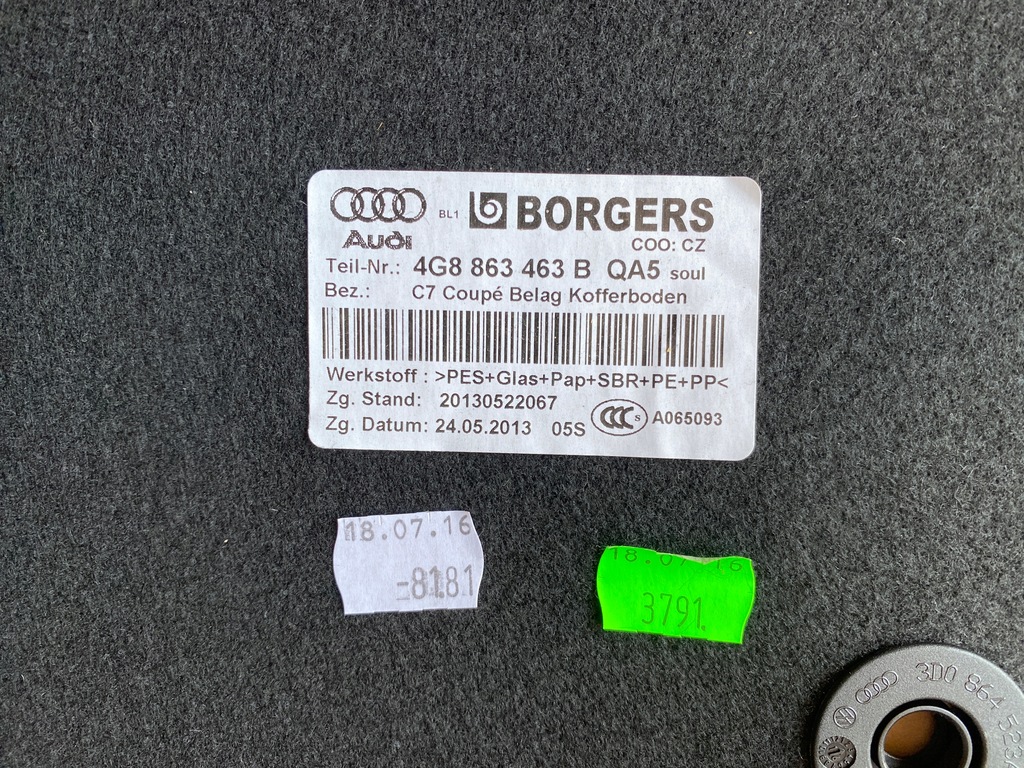 Audi BL1 BORGERS
COO: CZ
Teil-Nr.: 4G8 863 463 B QA5 soul
Bez.: C7 Coupé Belag Kofferboden
Werkstoff : >PES+Glas+Pap+SBR+PE+PP<
Zg. Stand: 20130522067
Zg. Datum: 24.05.2013 05S CCC S A065093
18.07.16
18.07.16
3791.
3D0 864 523A